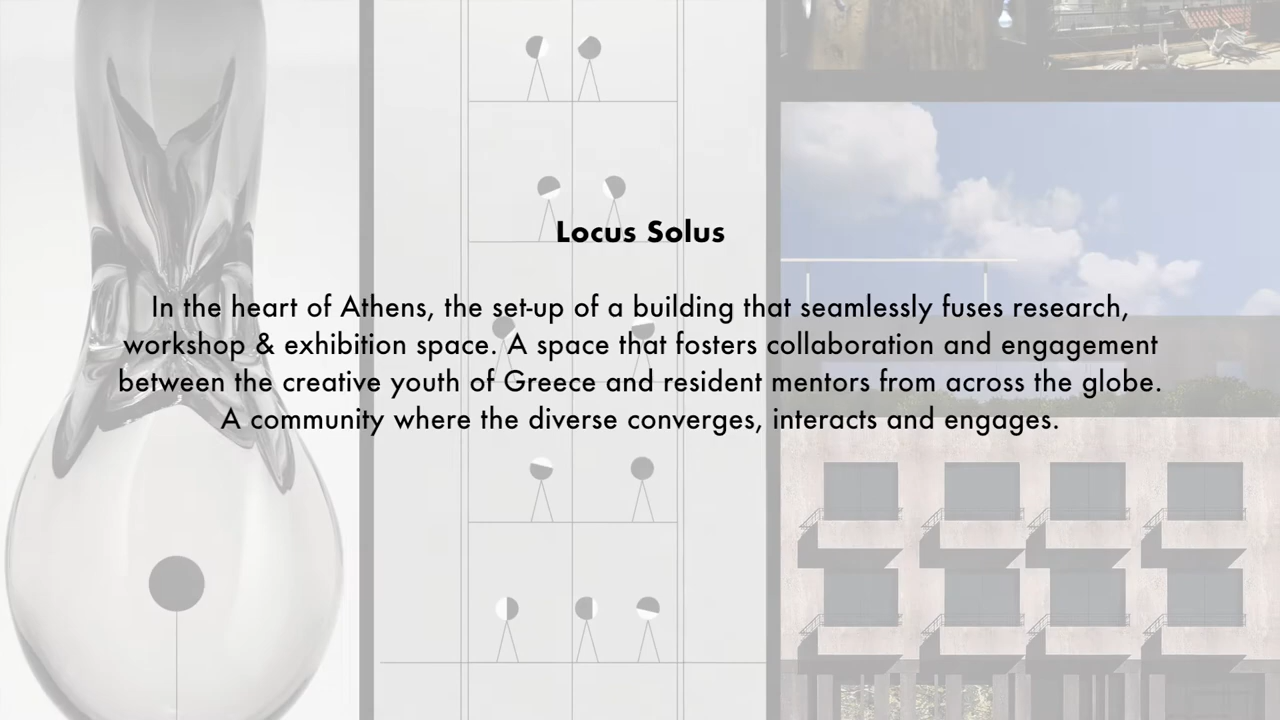 Locus Solus
In the heart of Athens, the set-up of a building that seamlessly fuses research,
workshop & exhibition space. A space that fosters collaboration and engagement
between the creative youth of Greece and resident mentors from across the globe.
A community where the diverse converges, interacts and engages.